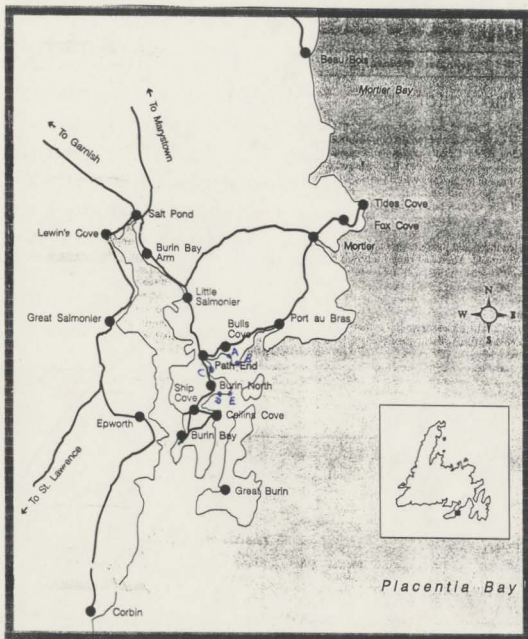 Beau Bois
Mortier Bay
To Marystown
To Garnish
Tides Cove
Salt Pond
Fox Cove
Lewin's Cove
Mortier
Burin Bay
Arm
Little
Salmonier
N
W E
S
Great Salmonier
Bulls
Cove
Port au Bras
A
B
Path End
C
Burin North
Ship
Cove
D E
Collins Cove
Epworth
Burin Bay
Great Burin
To St. Lawrence
Placentia Bay
Corbin